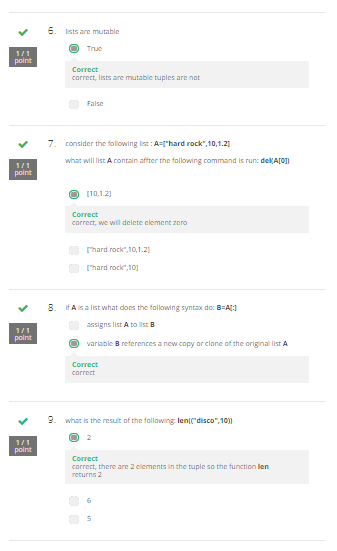 6. lists are mutable
1 / 1
point
True
Correct
correct, lists are mutable tuples are not
False
7. consider the following list : A=["hard rock",10,1.2]
1 / 1
point
what will list A contain affter the following command is run: del(A[0])
[10,1.2]
Correct
correct, we will delete element zero
["hard rock",10,1.2]
["hard rock",10]
8. if A is a list what does the following syntax do: B=A[:]
1 / 1
point
assigns list A to list B
variable B references a new copy or clone of the original list A
Correct
correct
9. what is the result of the following: len(("disco",10))
1 / 1
point
2
Correct
correct, there are 2 elements in the tuple so the function len
returns 2
6
5